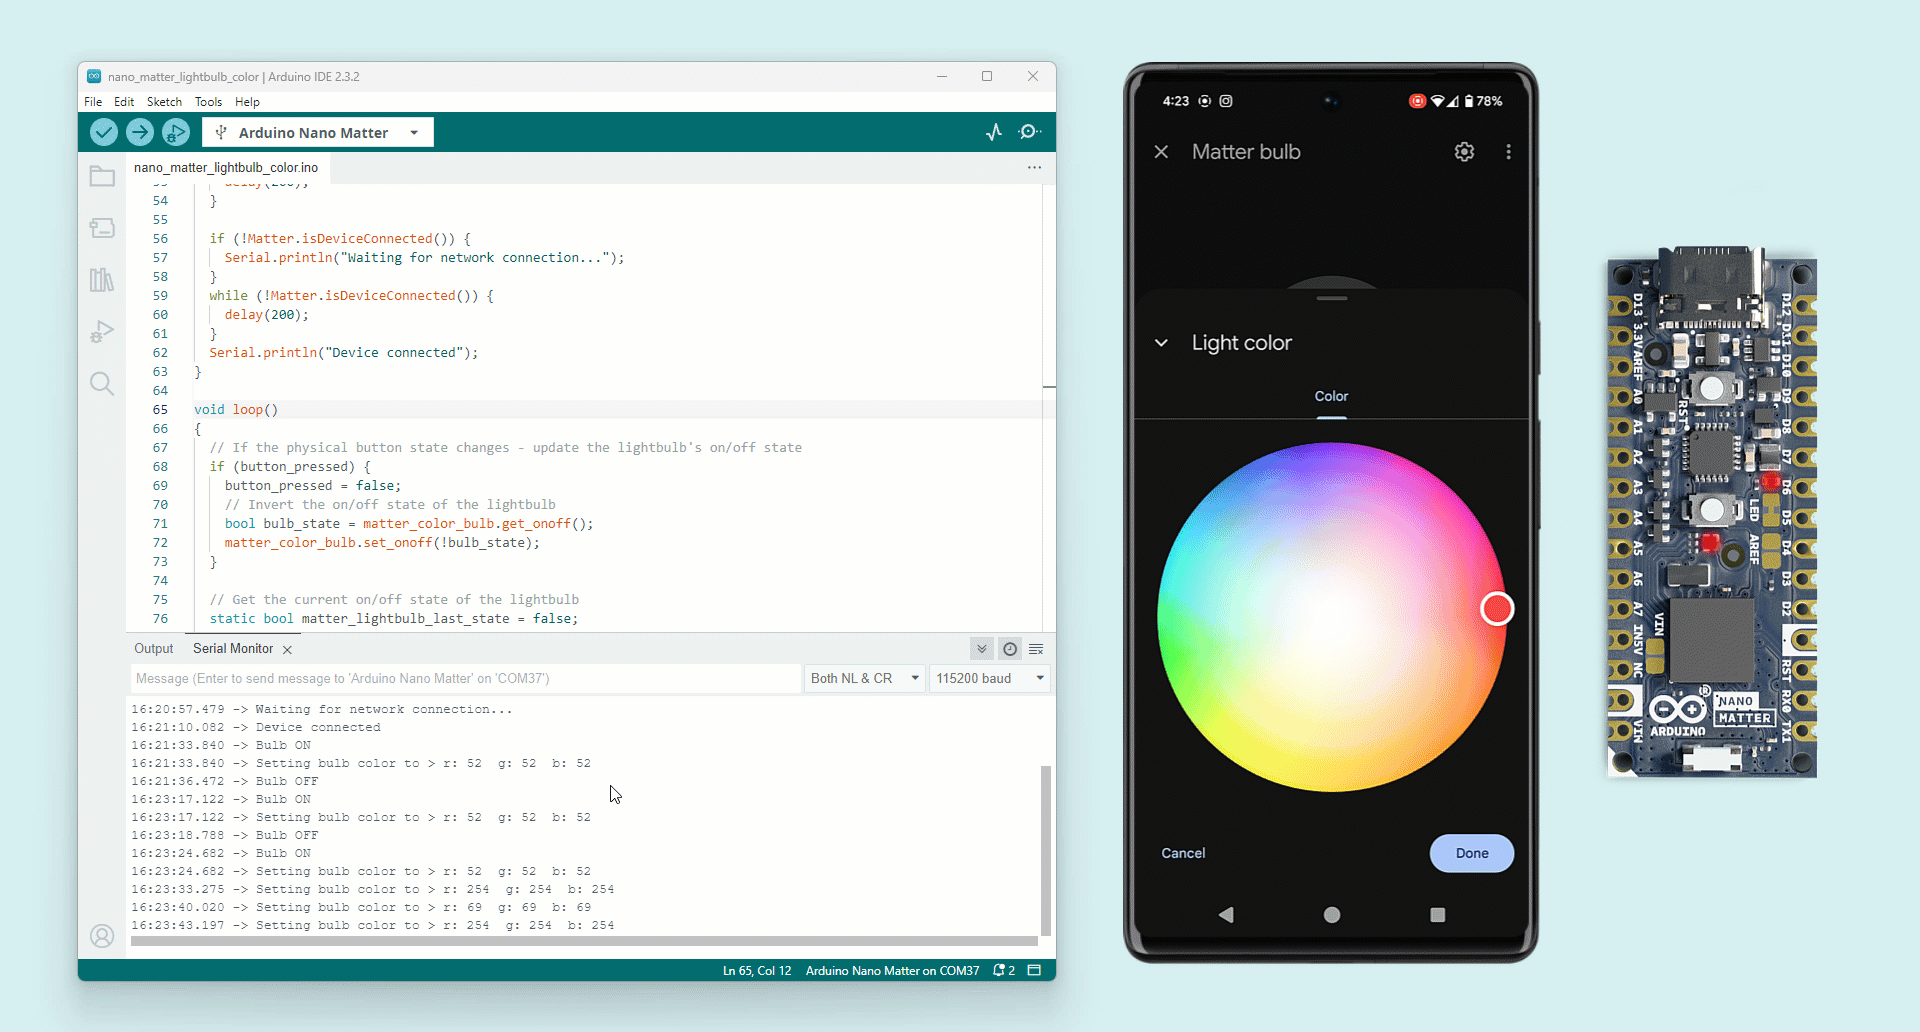 nano_matter_lightbulb_color | Arduino IDE 2.3.2
File Edit Sketch Tools Help
Arduino Nano Matter
nano_matter_lightbulb_color.ino
53 delay(200);
54 }
55
56 if (!Matter.isDeviceConnected()) {
57 Serial.println("Waiting for network connection...");
58 }
59 while (!Matter.isDeviceConnected()) {
60 delay(200);
61 }
62 Serial.println("Device connected");
63 }
64
65 void loop()
66 {
67 // If the physical button state changes - update the lightbulb's on/off state
68 if (button_pressed) {
69 button_pressed = false;
70 // Invert the on/off state of the lightbulb
71 bool bulb_state = matter_color_bulb.get_onoff();
72 matter_color_bulb.set_onoff(!bulb_state);
73 }
74
75 // Get the current on/off state of the lightbulb
76 static bool matter_lightbulb_last_state = false;
Output Serial Monitor
Message (Enter to send message to 'Arduino Nano Matter' on 'COM37')
Both NL & CR
115200 baud
16:20:57.479 -> Waiting for network connection...
16:21:10.082 -> Device connected
16:21:33.840 -> Bulb ON
16:21:33.840 -> Setting bulb color to > r: 52 g: 52 b: 52
16:21:36.472 -> Bulb OFF
16:23:17.122 -> Bulb ON
16:23:17.122 -> Setting bulb color to > r: 52 g: 52 b: 52
16:23:18.788 -> Bulb OFF
16:23:24.682 -> Bulb ON
16:23:24.682 -> Setting bulb color to > r: 52 g: 52 b: 52
16:23:33.275 -> Setting bulb color to > r: 254 g: 254 b: 254
16:23:40.020 -> Setting bulb color to > r: 69 g: 69 b: 69
16:23:43.197 -> Setting bulb color to > r: 254 g: 254 b: 254
Ln 65, Col 12 Arduino Nano Matter on COM37 2
4:23 78%
Matter bulb
Light color
Color
Cancel
Done
D13
3.3V
AREF
A0
A1
A2
A3
A4
A5
A6
A7
IN5V
NC
VIN
D12
D11
D10
D9
D8
D7
D6
D5
D4
D3
D2
RST
RX0
TX1
RST
LED
AREF
VIN
ARDUINO
NANO
MATTER